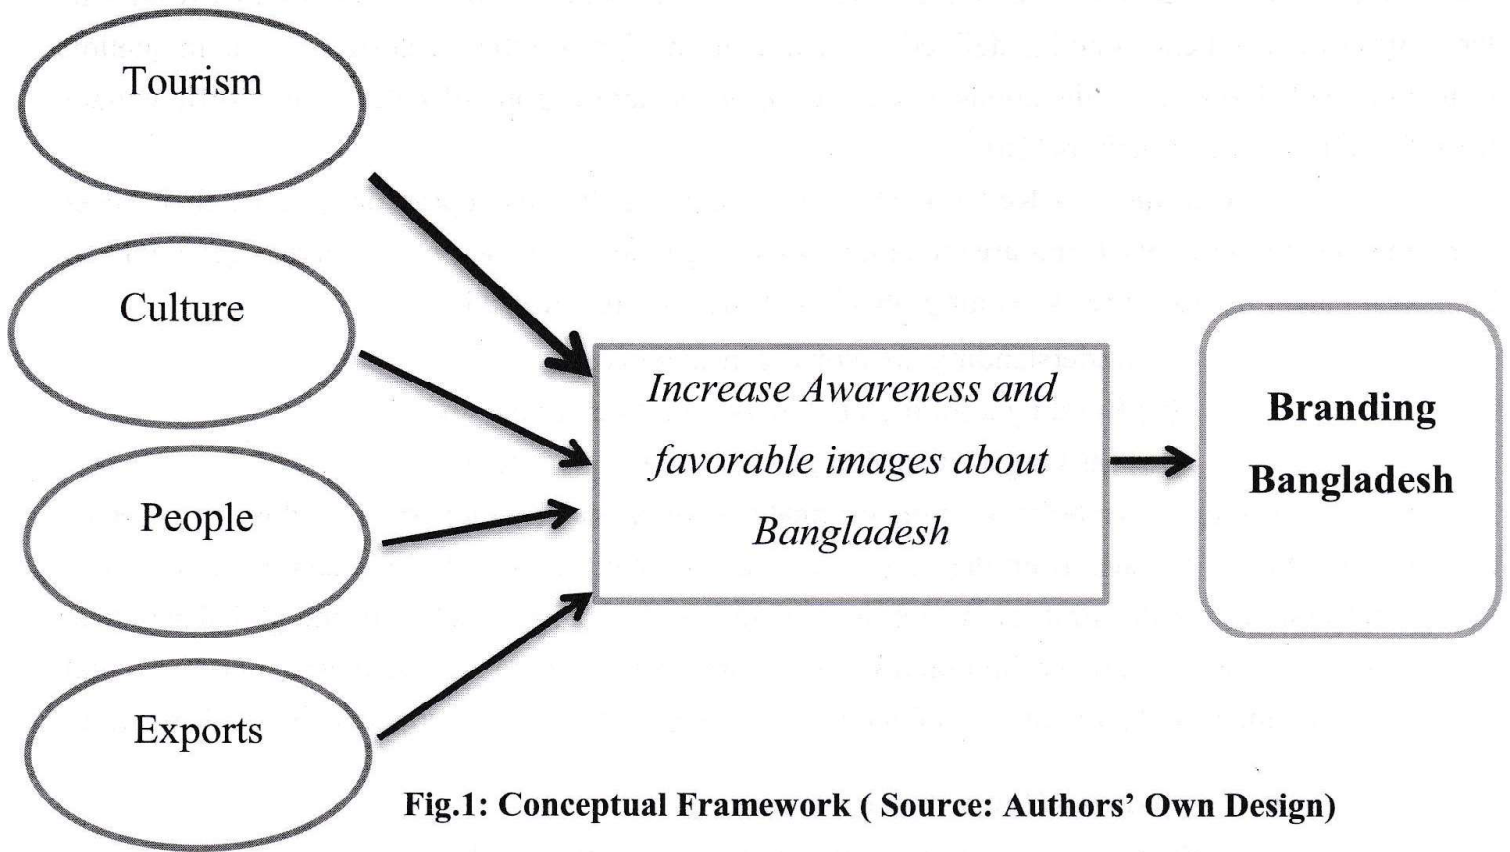 Tourism
Culture
People
Exports
Increase Awareness and
favorable images about
Bangladesh
Branding
Bangladesh
Fig.1: Conceptual Framework ( Source: Authors' Own Design)